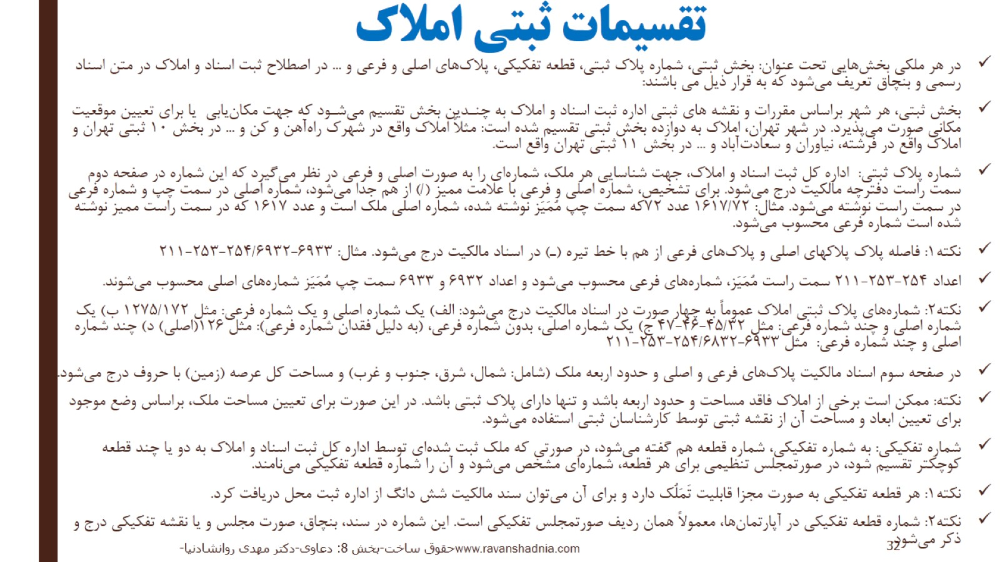 تقسیمات ثبتی املاک
در هر ملکی بخش‌هایی تحت عنوان: بخش ثبتی، شماره پلاک ثبتی، قطعه تفکیکی، پلاک‌های اصلی و فرعی و ... در اصطلاح ثبت اسناد و املاک در متن اسناد
رسمی و بنچاق تعریف می‌شود که به قرار ذیل می باشند:
بخش ثبتی، هر شهر براساس مقررات و نقشه های ثبتی اداره ثبت اسناد و املاک به چنـدین بخش تقسیم می‌شـود که جهت مکان‌یابی یا برای تعیین موقعیت
مکانی صورت می‌پذیرد. در شهر تهران، املاک به دوازده بخش ثبتی تقسیم شده است: مثلاً املاک واقع در شهرک راه‌آهن و کن و ... در بخش ۱۰ ثبتی تهران و
املاک واقع در فرشته، نیاوران و سعادت‌آباد و ... در بخش ۱۱ ثبتی تهران واقع است.
شماره پلاک ثبتی: اداره کل ثبت اسناد و املاک، جهت شناسایی هر ملک، شماره‌ای را به صورت اصلی و فرعی در نظر می‌گیرد که این شماره در صفحه دوم
سمت راست دفترچه مالکیت درج می‌شود. برای تشخیص، شماره اصلی و فرعی با علامت ممیز (/) از هم جدا می‌شود، شماره اصلی در سمت چپ و شماره فرعی
در سمت راست نوشته می‌شود. مثال: ۱۶۱۷/۷۲ عدد ۷۲که سمت چپ مُمَیَز نوشته شده، شماره اصلی ملک است و عدد ۱۶۱۷ که در سمت راست ممیز نوشته
شده است شماره فرعی محسوب می‌شود.
نکته۱: فاصله پلاک پلاکهای اصلی و پلاک‌های فرعی از هم با خط تیره (ـ) در اسناد مالکیت درج می‌شود. مثال: ۶۹۳۳-۲۱۱-۲۵۳-۲۵۴/۶۹۳۲
اعداد ۲۵۴-۲۵۳-۲۱۱ سمت راست مُمَیَز، شماره‌های فرعی محسوب می‌شود و اعداد ۶۹۳۲ و ۶۹۳۳ سمت چپ مُمَیَز شماره‌های اصلی محسوب می‌شوند.
نکته۲: شماره‌های پلاک ثبتی املاک عموماً به چهار صورت در اسناد مالکیت درج می‌شود: الف) یک شماره اصلی و یک شماره فرعی: مثل ۱۲۷۵/۱۷۲ ب) یک
شماره اصلی و چند شماره فرعی: مثل ۴۵/۳۲-۴۶-۴۷ ج) یک شماره اصلی، بدون شماره فرعی، (به دلیل فقدان شماره فرعی): مثل ۱۲۶(اصلی) د) چند شماره
اصلی و چند شماره فرعی: مثل ۶۹۳۳-۲۱۱-۲۵۳-۲۵۴/۶۸۳۲
در صفحه سوم اسناد مالکیت پلاک‌های فرعی و اصلی و حدود اربعه ملک (شامل: شمال، شرق، جنوب و غرب) و مساحت کل عرصه (زمین) با حروف درج می‌شود.
نکته: ممکن است برخی از املاک فاقد مساحت و حدود اربعه باشد و تنها دارای پلاک ثبتی باشد. در این صورت برای تعیین مساحت ملک، براساس وضع موجود
برای تعیین ابعاد و مساحت آن از نقشه ثبتی توسط کارشناسان ثبتی استفاده می‌شود.
شماره تفکیکی: به شماره تفکیکی، شماره قطعه هم گفته می‌شود، در صورتی که ملک ثبت شده‌ای توسط اداره کل ثبت اسناد و املاک به دو یا چند قطعه
کوچکتر تقسیم شود، در صورتمجلس تنظیمی برای هر قطعه، شماره‌ای مشخص می‌شود و آن را شماره قطعه تفکیکی می‌نامند.
نکته۱: هر قطعه تفکیکی به صورت مجزا قابلیت تَمَلُک دارد و برای آن می‌توان سند مالکیت شش دانگ از اداره ثبت محل دریافت کرد.
نکته۲: شماره قطعه تفکیکی در آپارتمان‌ها، معمولاً همان ردیف صورتمجلس تفکیکی است. این شماره در سند، بنچاق، صورت مجلس و یا نقشه تفکیکی درج و
ذکر می‌شود.
32
حقوق ساخت-بخش 8: دعاوی-دکتر مهدی روانشادنیا-www.ravanshadnia.com